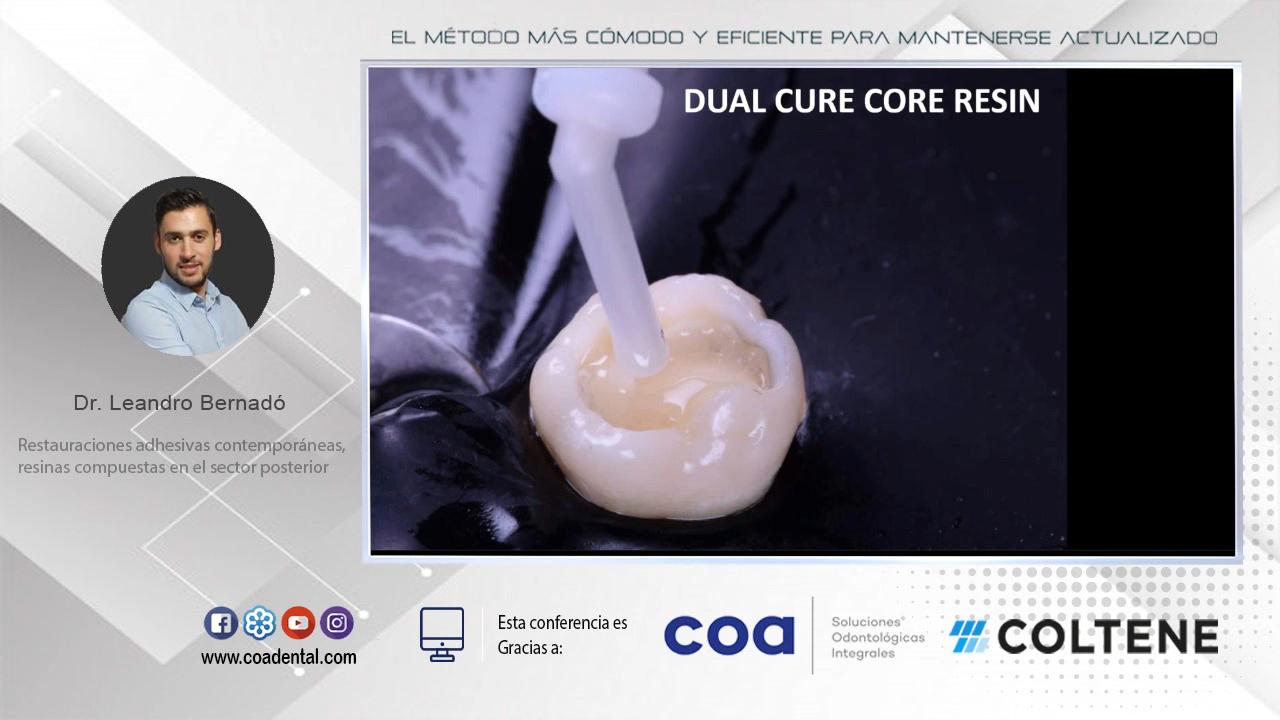 EL MÉTODO MÁS CÓMODO Y EFICIENTE PARA MANTENERSE ACTUALIZADO
DUAL CURE CORE RESIN
Dr. Leandro Bernadó
Restauraciones adhesivas contemporáneas,
resinas compuestas en el sector posterior
www.coadental.com
Esta conferencia es
Gracias a:
coa
Soluciones®
Odontológicas
Integrales
COLTENE